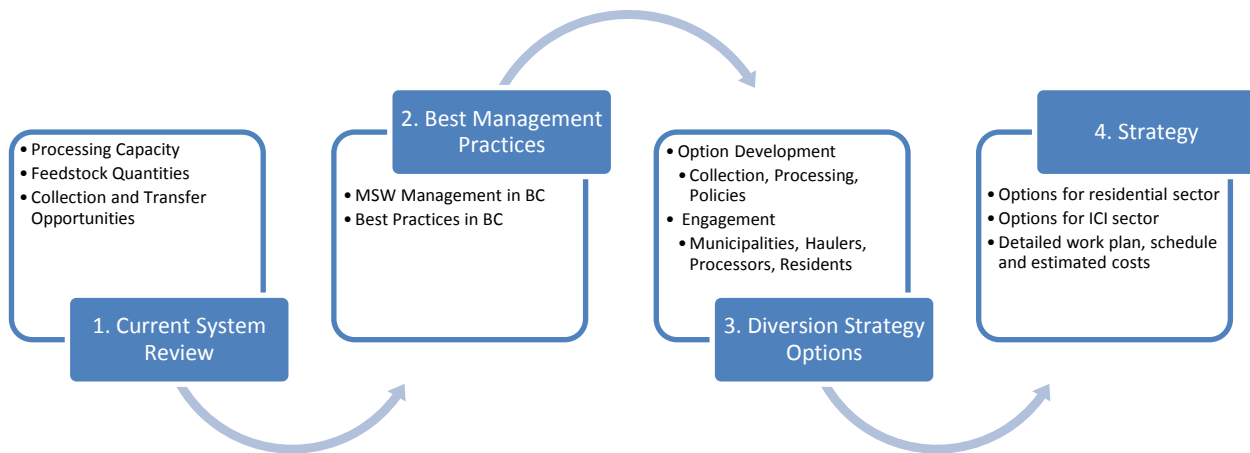 • Processing Capacity
• Feedstock Quantities
• Collection and Transfer
Opportunities
1. Current System
Review
2. Best Management
Practices
• MSW Management in BC
• Best Practices in BC
• Option Development
• Collection, Processing,
Policies
• Engagement
• Municipalities, Haulers,
Processors, Residents
3. Diversion Strategy
Options
4. Strategy
• Options for residential sector
• Options for ICI sector
• Detailed work plan, schedule
and estimated costs